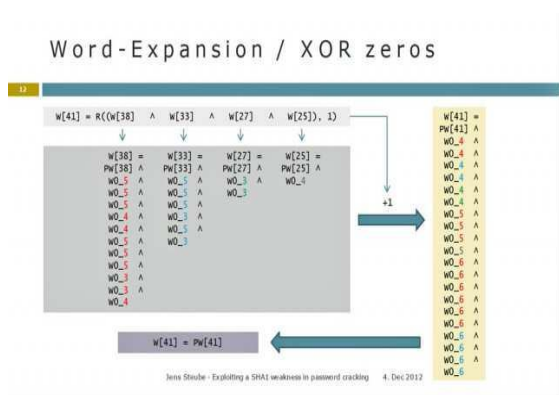 Word-Expansion / XOR zeros
12
W[41] = R((W[38] ^ W[33] ^ W[27] ^ W[25]), 1)
W[38] =
PW[38] ^
W0_5 ^
W0_5 ^
W0_5 ^
W0_4 ^
W0_4 ^
W0_5 ^
W0_5 ^
W0_5 ^
W0_3 ^
W0_3 ^
W0_4
W[33] =
PW[33] ^
W0_5 ^
W0_5 ^
W0_5 ^
W0_3 ^
W0_5 ^
W0_3
W[27] =
PW[27] ^
W0_3 ^
W0_3
W[25] =
PW[25] ^
W0_4
+1
W[41] =
PW[41] ^
W0_4 ^
W0_4 ^
W0_4 ^
W0_4 ^
W0_4 ^
W0_4 ^
W0_5 ^
W0_5 ^
W0_5 ^
W0_5 ^
W0_6 ^
W0_6 ^
W0_6 ^
W0_6 ^
W0_6 ^
W0_6 ^
W0_6 ^
W0_6 ^
W0_6 ^
W0_6
W[41] = PW[41]
Jens Steube - Exploiting a SHA1 weakness in password cracking 4. Dec 2012